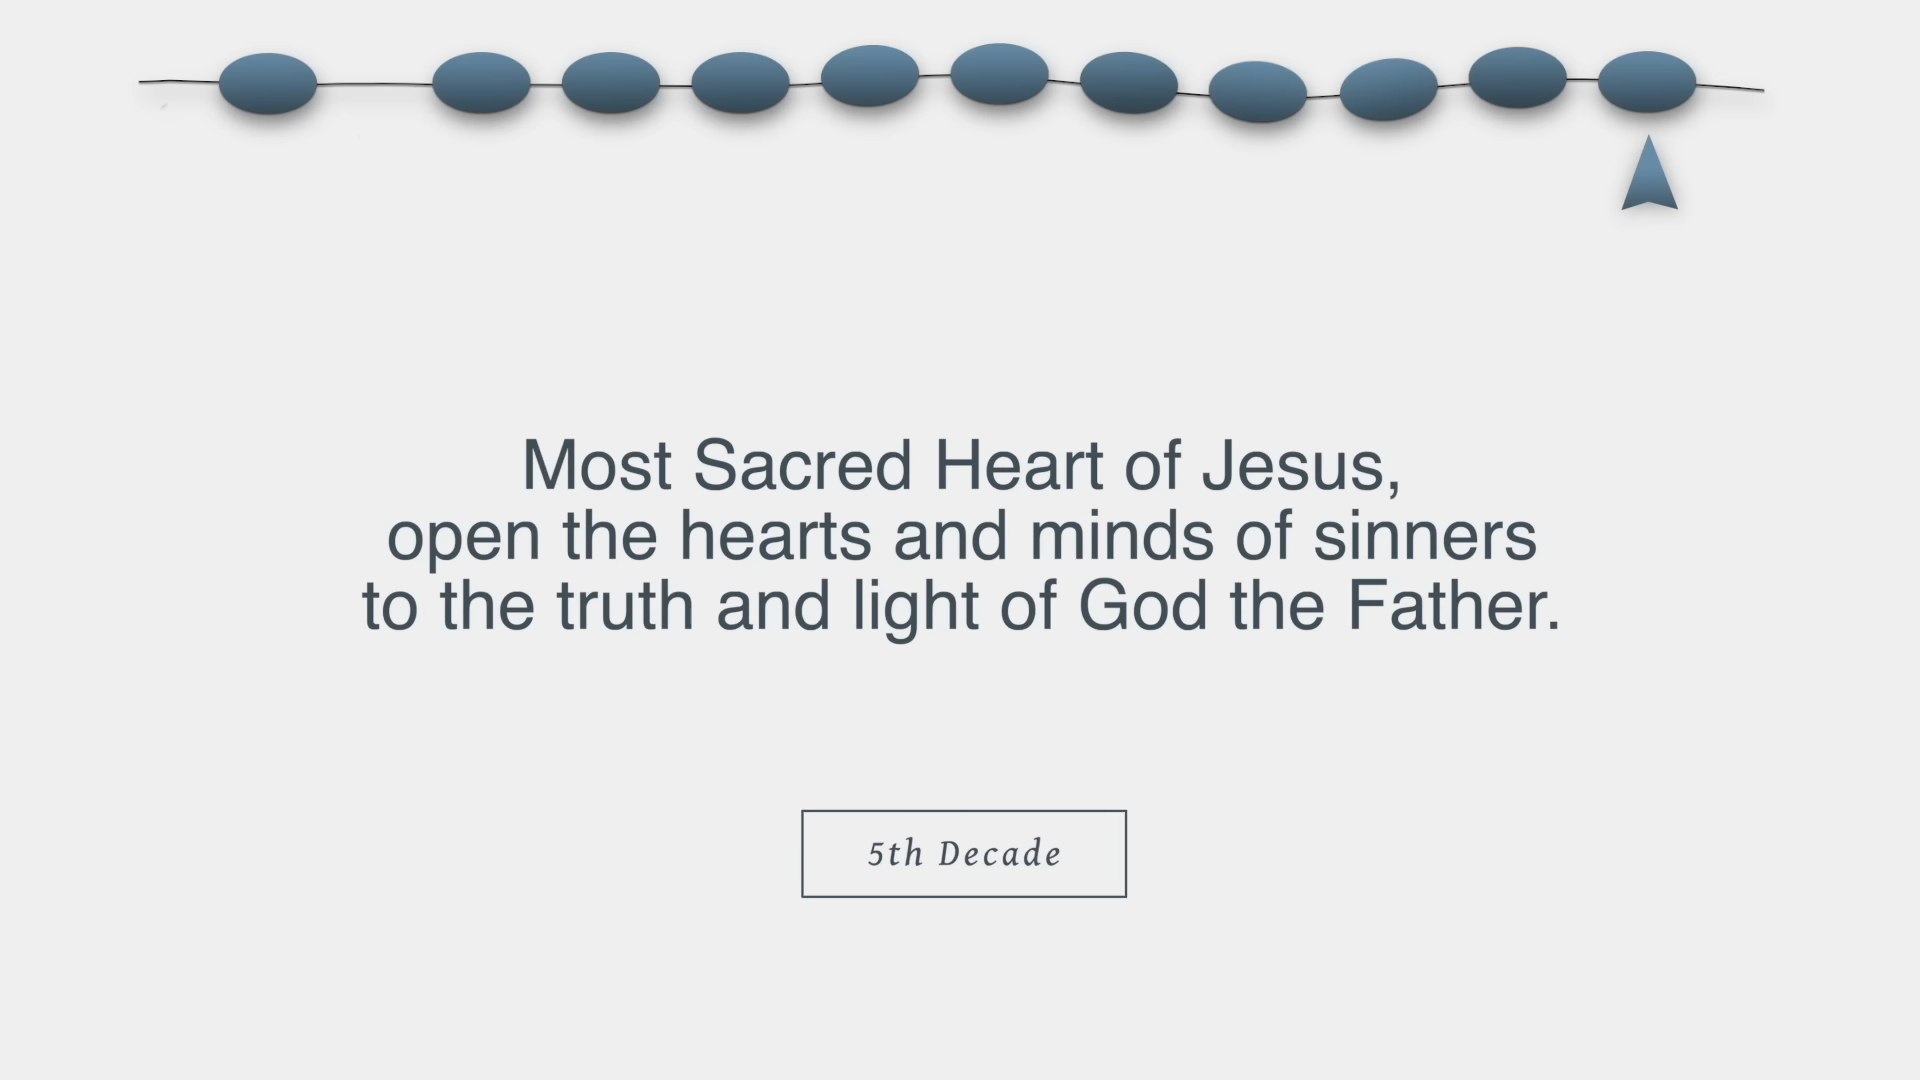 Most Sacred Heart of Jesus,
open the hearts and minds of sinners
to the truth and light of God the Father.
5th Decade